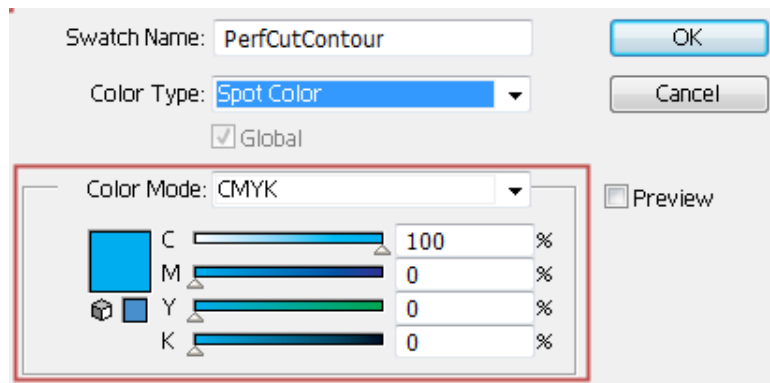 Swatch Name: PerfCutContour OK
Color Type: Spot Color Cancel
Global
Color Mode: CMYK Preview
C 100 %
M 0 %
Y 0 %
K 0 %